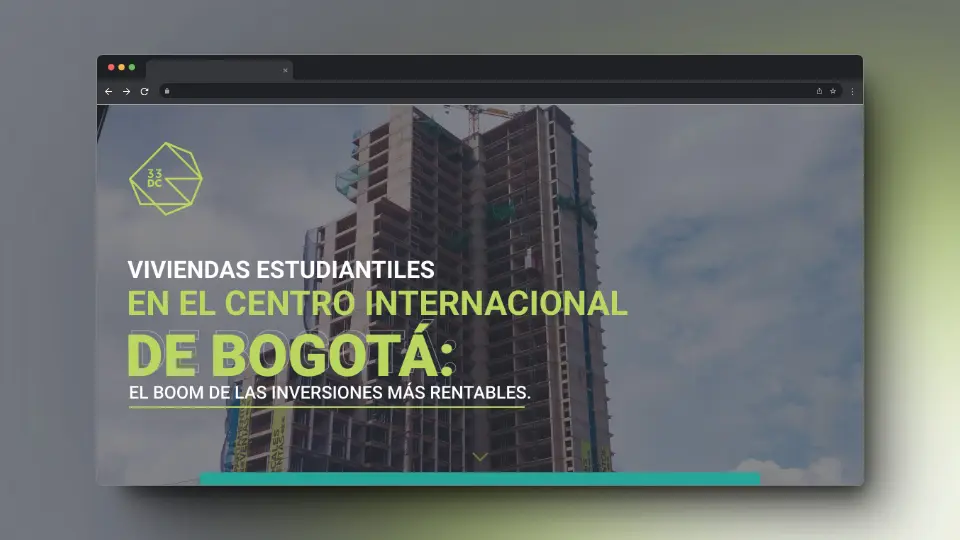 33
DC
VIVIENDAS ESTUDIANTILES
EN EL CENTRO INTERNACIONAL
DE BOGOTÁ:
EL BOOM DE LAS INVERSIONES MÁS RENTABLES.